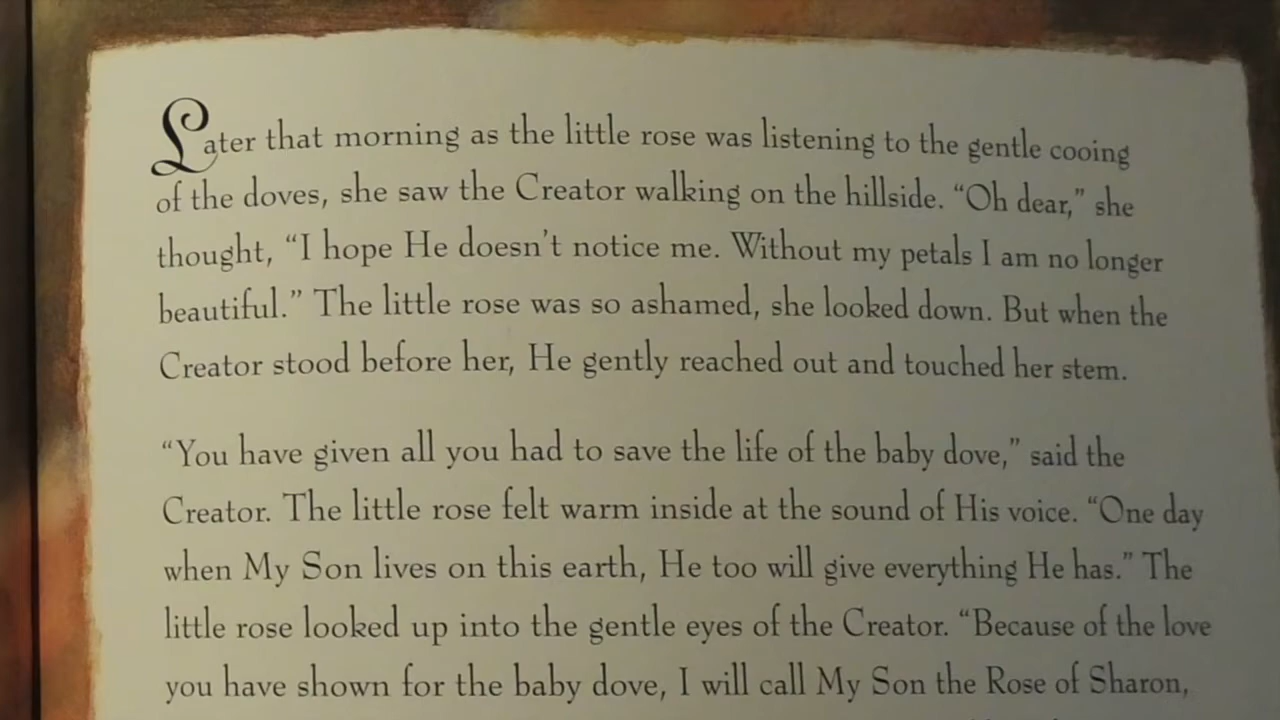 Later that morning as the little rose was listening to the gentle cooing
of the doves, she saw the Creator walking on the hillside. “Oh dear,” she
thought, “I hope He doesn't notice me. Without my petals I am no longer
beautiful.” The little rose was so ashamed, she looked down. But when the
Creator stood before her, He gently reached out and touched her stem.
“You have given all you had to save the life of the baby dove,” said the
Creator. The little rose felt warm inside at the sound of His voice. “One day
when My Son lives on this earth, He too will give everything He has.” The
little rose looked up into the gentle eyes of the Creator. “Because of the love
you have shown for the baby dove, I will call My Son the Rose of Sharon,